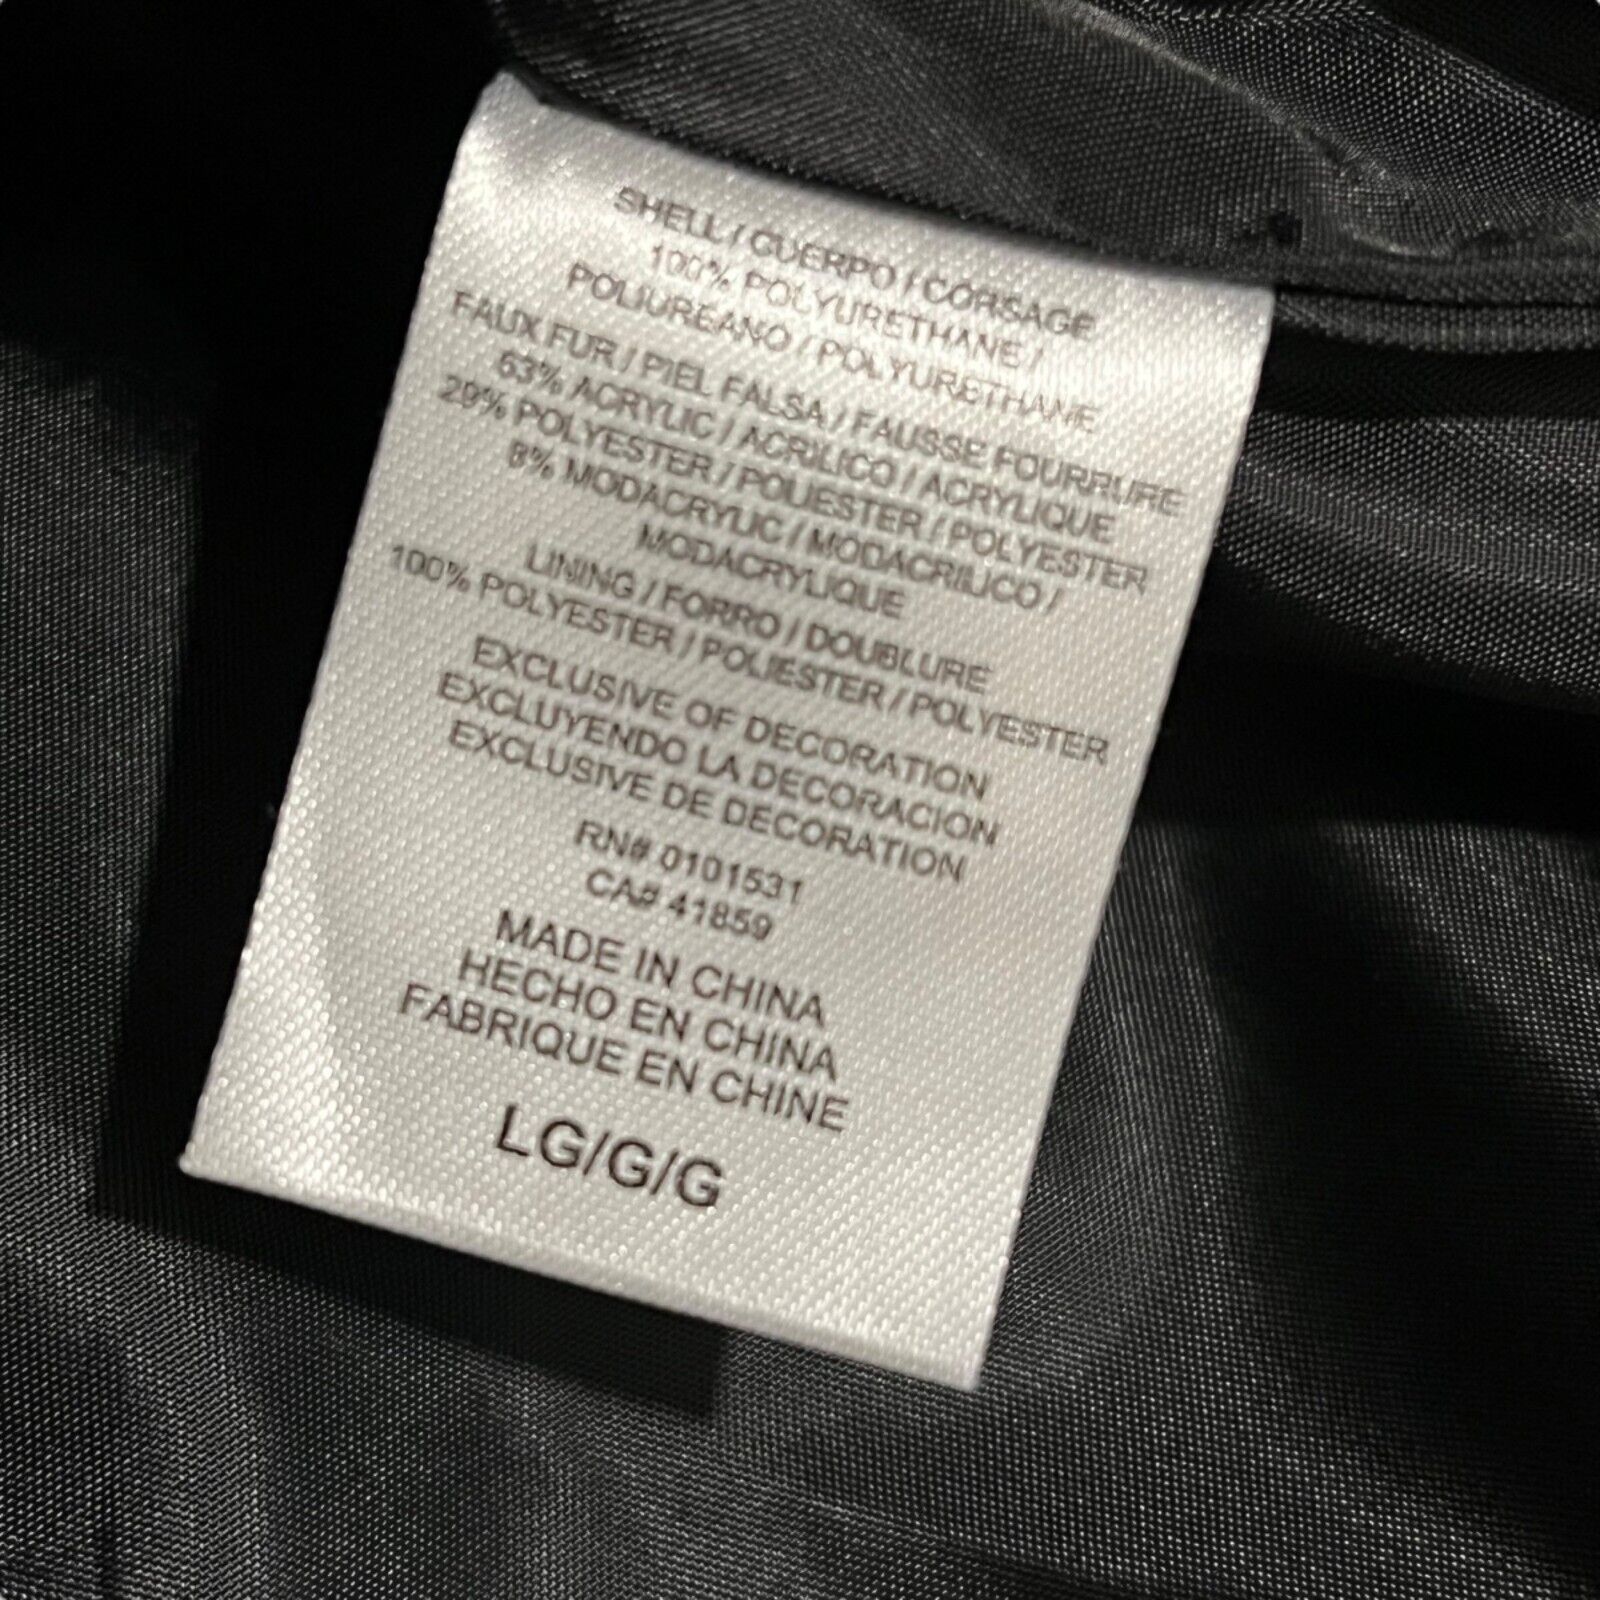 SHELL / CUERPO / CORSAGE
100% POLYURETHANE /
POLIUREANO / POLYURETHANE
FAUX FUR / PIEL FALSA / FAUSSE FOURRURE
63% ACRYLIC / ACRILICO / ACRYLIQUE
29% POLYESTER / POLIESTER / POLYESTER
8% MODACRYLIC / MODACRILICO /
MODACRYLIQUE
LINING / FORRO / DOUBLURE
100% POLYESTER / POLIESTER / POLYESTER
EXCLUSIVE OF DECORATION
EXCLUYENDO LA DECORACION
EXCLUSIVE DE DECORATION
RN# 0101531
CA# 41859
MADE IN CHINA
HECHO EN CHINA
FABRIQUE EN CHINE
LG/G/G